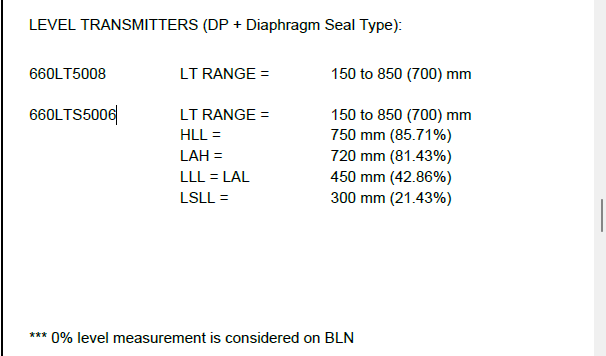 LEVEL TRANSMITTERS (DP + Diaphragm Seal Type):
660LT5008 LT RANGE = 150 to 850 (700) mm
660LTS5006 LT RANGE = 150 to 850 (700) mm
HLL = 750 mm (85.71%)
LAH = 720 mm (81.43%)
LLL = LAL 450 mm (42.86%)
LSLL = 300 mm (21.43%)
*** 0% level measurement is considered on BLN